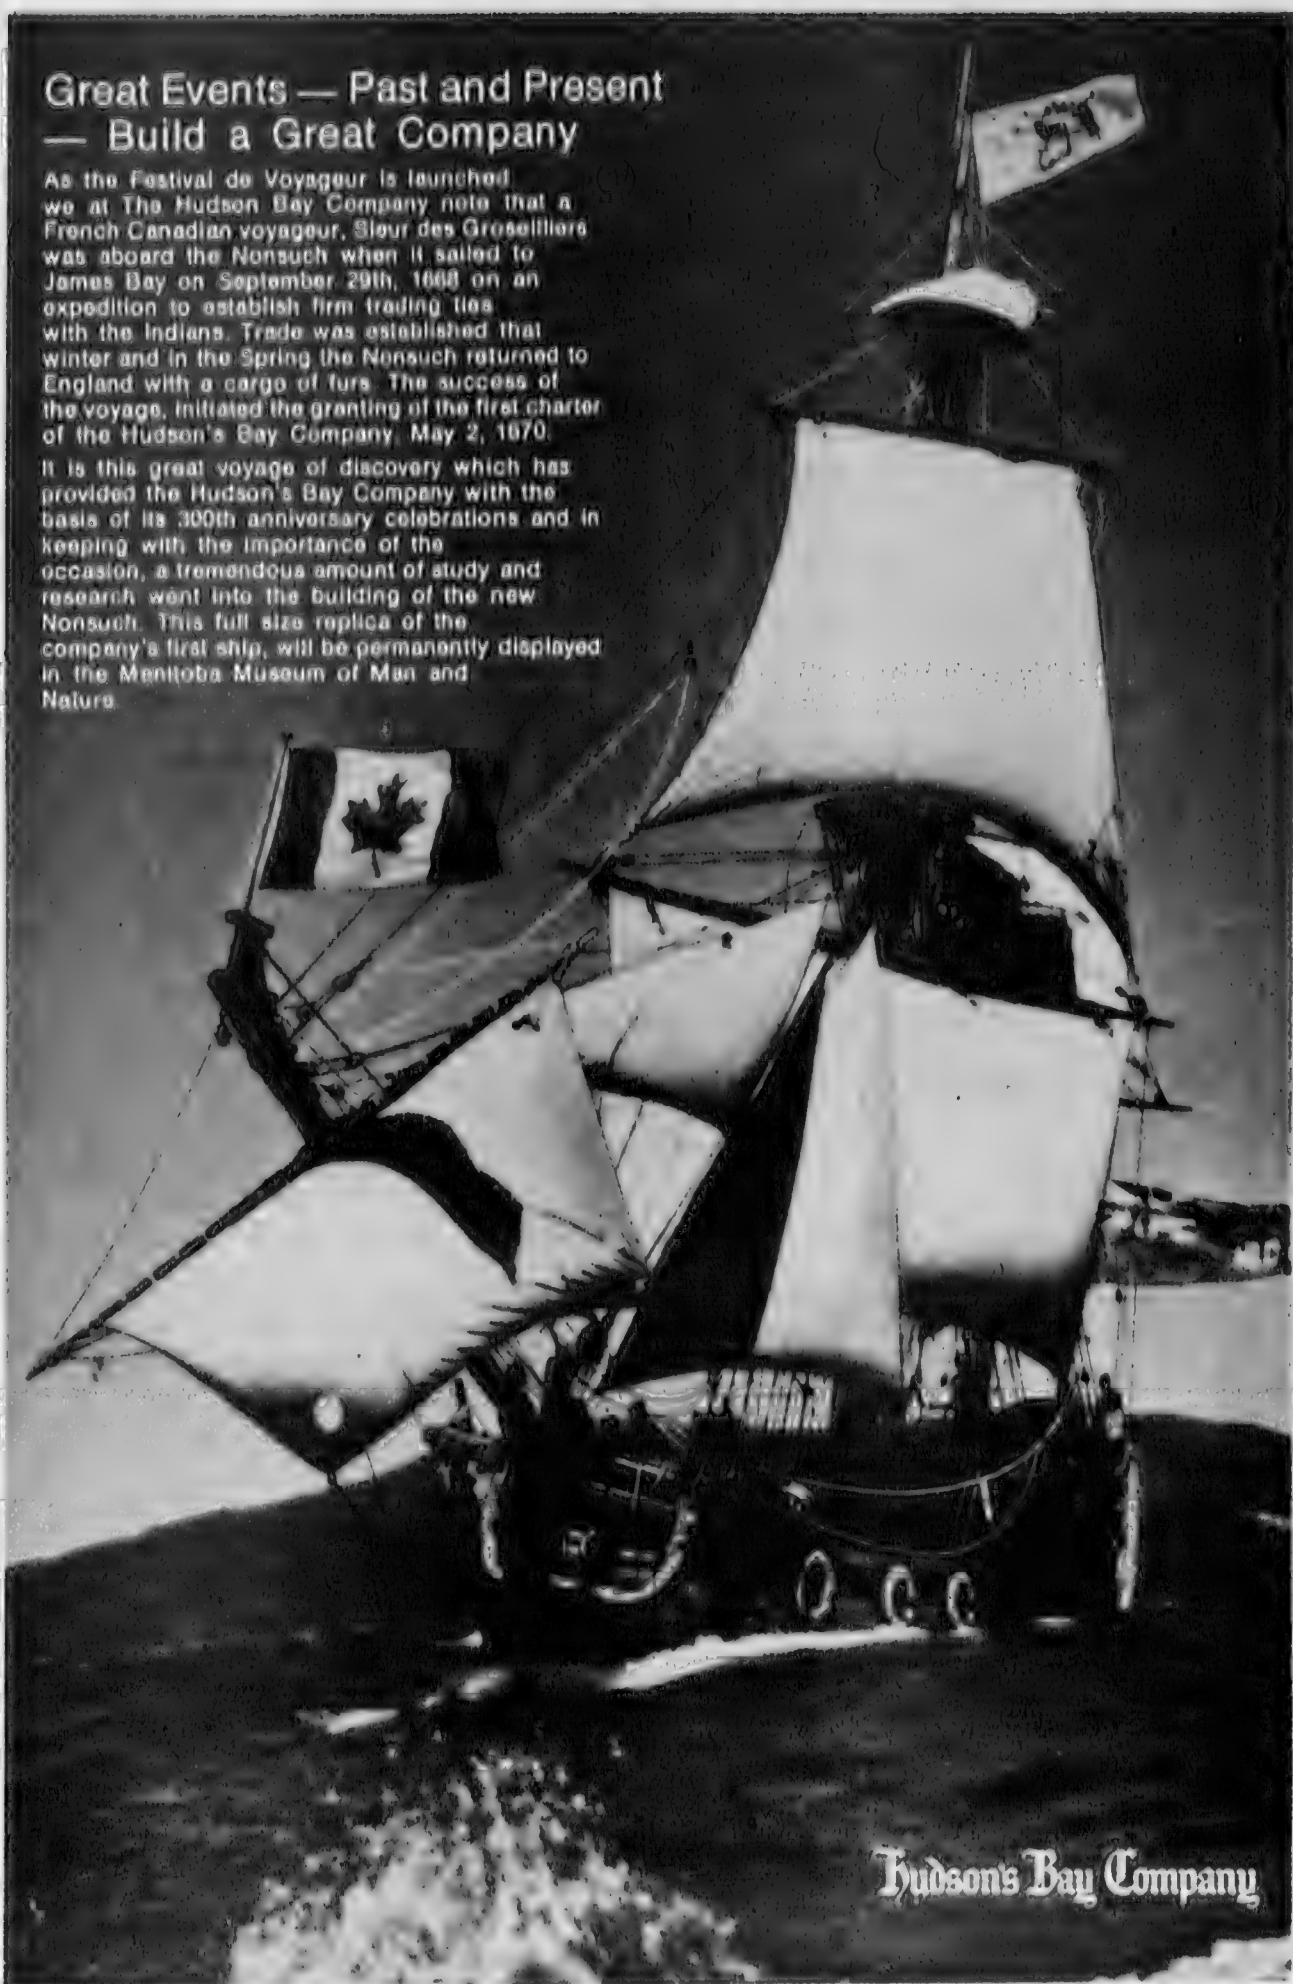 Great Events — Past and Present
— Build a Great Company
As the Festival du Voyageur is launched
we at The Hudson Bay Company note that a
French Canadian voyageur, Sieur des Groseilliers
was aboard the Nonsuch when it sailed to
James Bay on September 29th, 1668 on an
expedition to establish firm trading ties
with the Indians. Trade was established that
winter and in the Spring the Nonsuch returned to
England with a cargo of furs. The success of
the voyage, initiated the granting of the first charter
of the Hudson's Bay Company, May 2, 1670.
It is this great voyage of discovery which has
provided the Hudson's Bay Company with the
basis of its 300th anniversary celebrations and in
keeping with the importance of the
occasion, a tremendous amount of study and
research went into the building of the new
Nonsuch. This full size replica of the
company's first ship, will be permanently displayed
in the Manitoba Museum of Man and
Nature.
Hudson's Bay Company